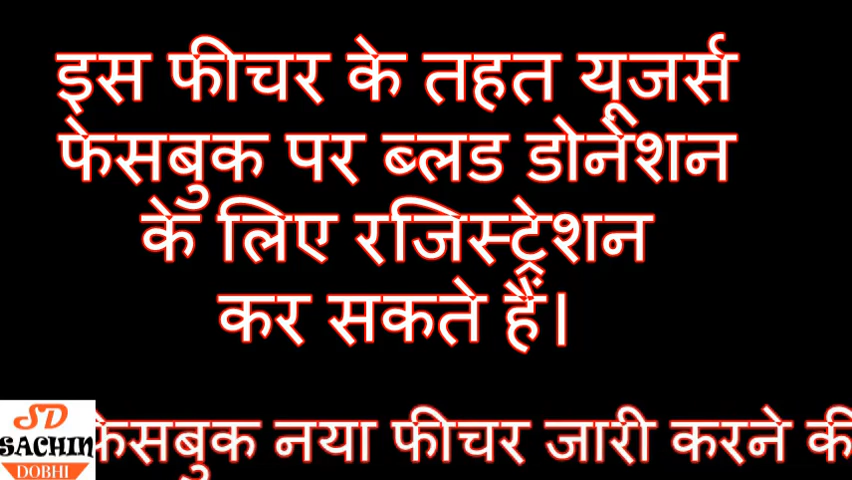 इस फीचर के तहत यूजर्स
फेसबुक पर ब्लड डोनेशन
के लिए रजिस्ट्रेशन
कर सकते हैं।
SD
SACHIN
DOBHI
फेसबुक नया फीचर जारी करने की